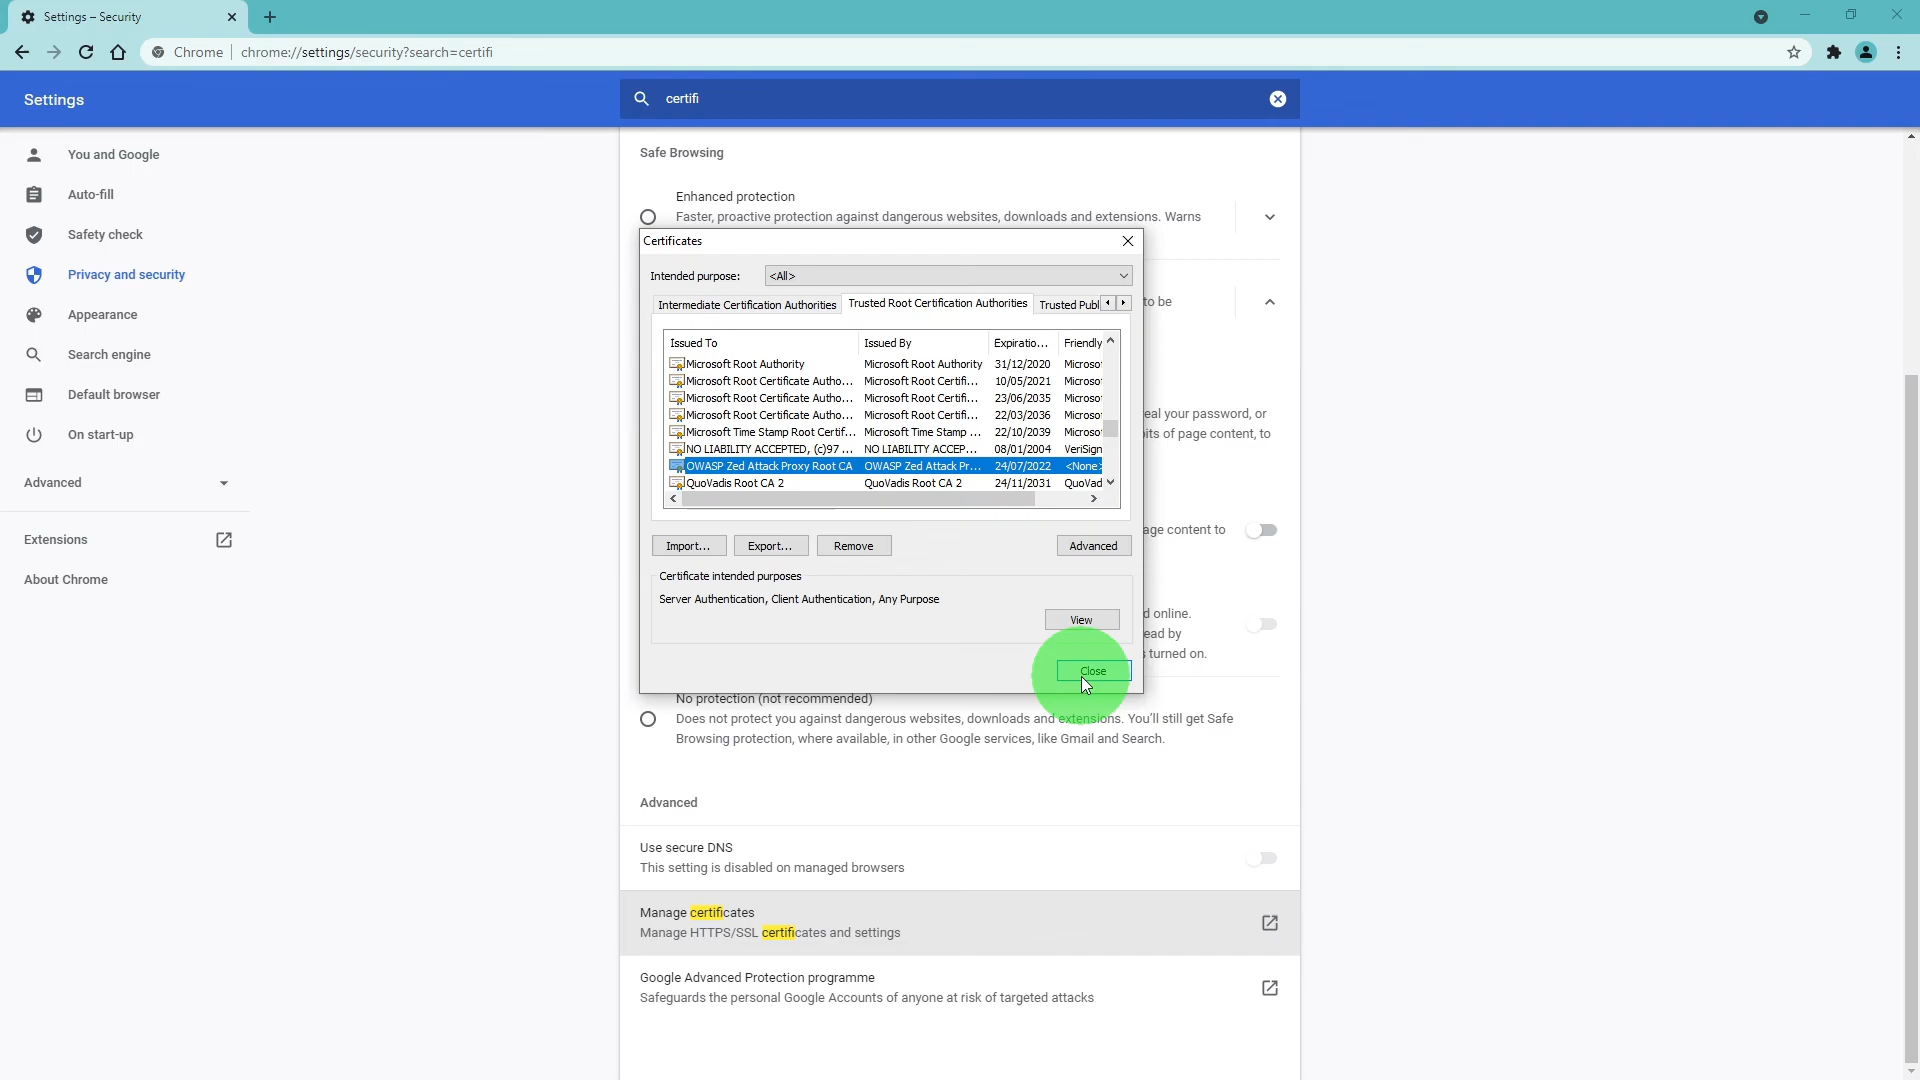 Settings – Security
Chrome
chrome://settings/security?search=certifi
Settings
certifi
You and Google
Auto-fill
Safety check
Privacy and security
Appearance
Search engine
Default browser
On start-up
Advanced
Extensions
About Chrome
Safe Browsing
Enhanced protection
Faster, proactive protection against dangerous websites, downloads and extensions. Warns
to be
eal your password, or
its of page content, to
age content to
d online.
ead by
turned on.
Certificates
Intended purpose: <All>
Intermediate Certification Authorities Trusted Root Certification Authorities Trusted Publ
Issued To Issued By Expiratio... Friendly
Microsoft Root Authority Microsoft Root Authority 31/12/2020 Microso
Microsoft Root Certificate Autho... Microsoft Root Certifi... 10/05/2021 Microso
Microsoft Root Certificate Autho... Microsoft Root Certifi... 23/06/2035 Microso
Microsoft Root Certificate Autho... Microsoft Root Certifi... 22/03/2036 Microso
Microsoft Time Stamp Root Certif... Microsoft Time Stamp ... 22/10/2039 Microso
NO LIABILITY ACCEPTED, (c)97 ... NO LIABILITY ACCEP... 08/01/2004 VeriSign
OWASP Zed Attack Proxy Root CA OWASP Zed Attack Pr... 24/07/2022 <None>
QuoVadis Root CA 2 QuoVadis Root CA 2 24/11/2031 QuoVad
Import... Export... Remove Advanced
Certificate intended purposes
Server Authentication, Client Authentication, Any Purpose
View
Close
No protection (not recommended)
Does not protect you against dangerous websites, downloads and extensions. You'll still get Safe
Browsing protection, where available, in other Google services, like Gmail and Search.
Advanced
Use secure DNS
This setting is disabled on managed browsers
Manage certificates
Manage HTTPS/SSL certificates and settings
Google Advanced Protection programme
Safeguards the personal Google Accounts of anyone at risk of targeted attacks